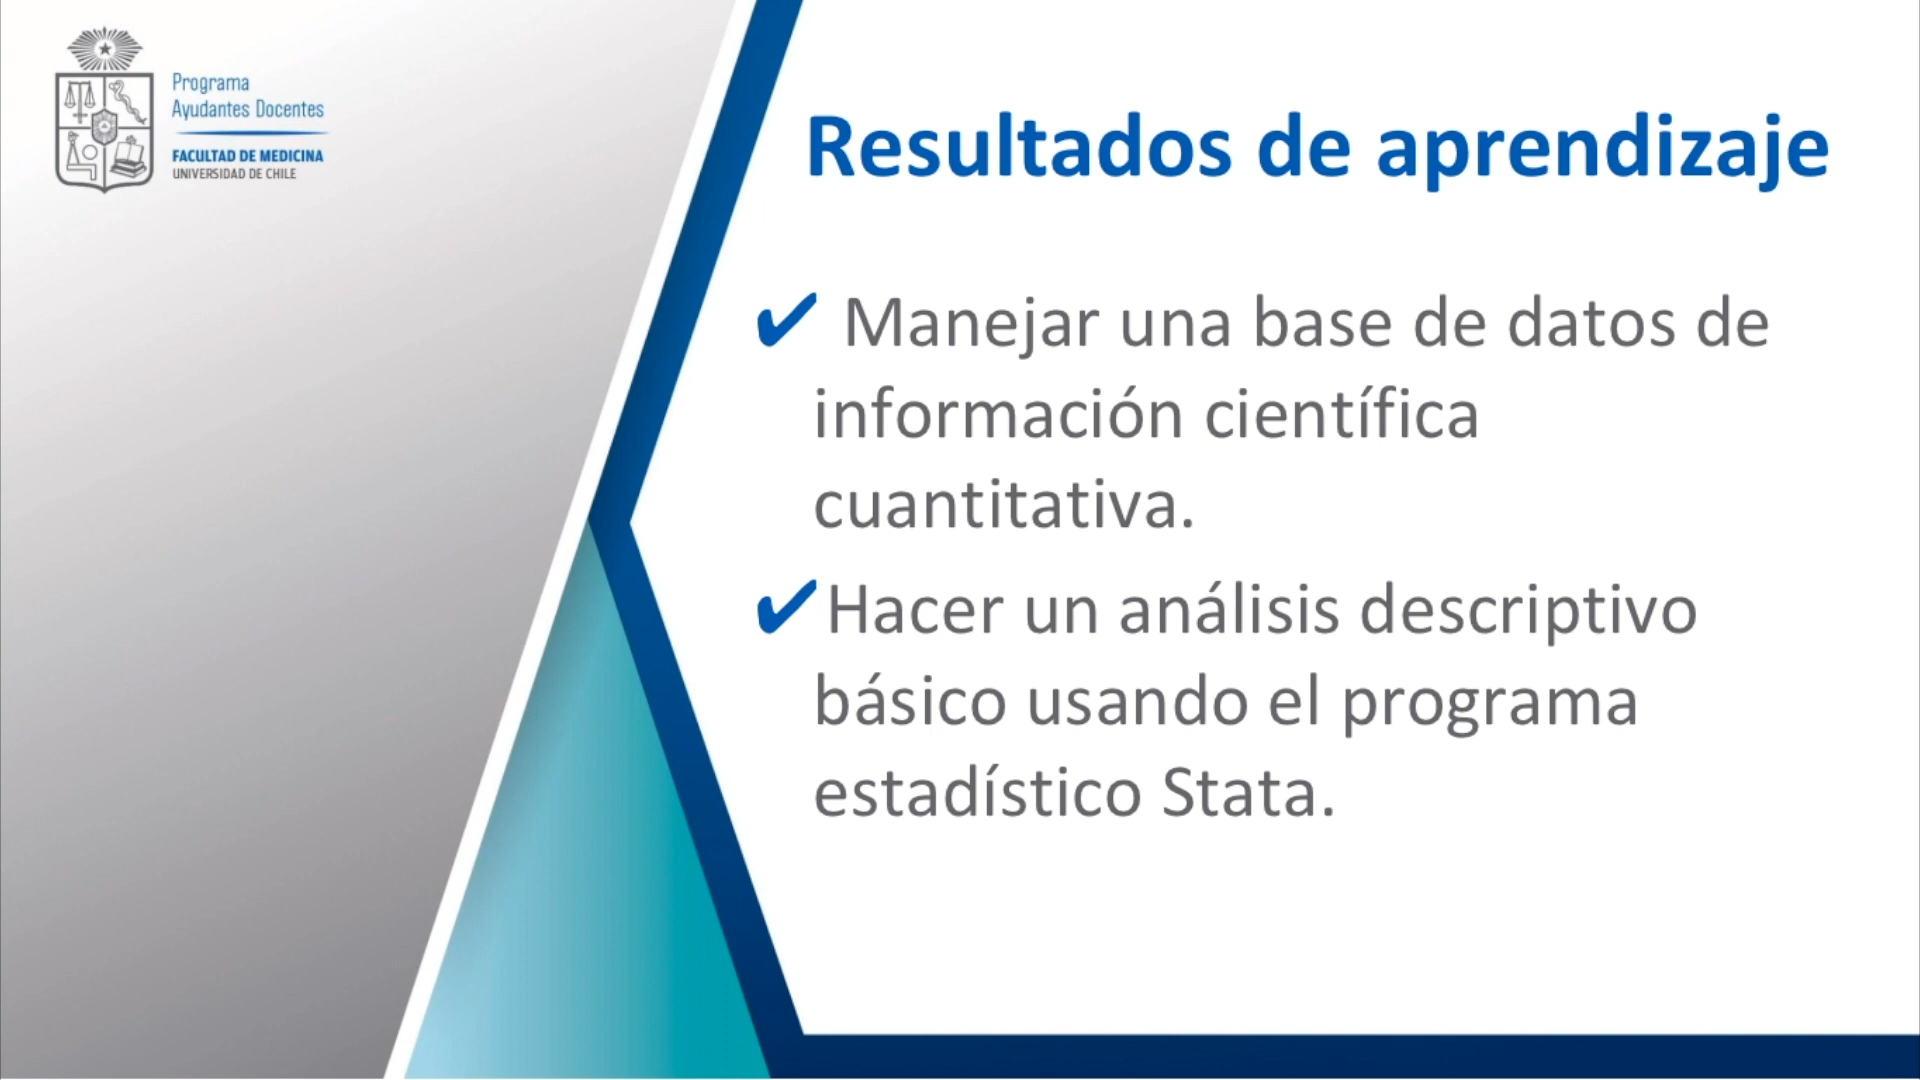 Programa
Ayudantes Docentes
FACULTAD DE MEDICINA
UNIVERSIDAD DE CHILE
Resultados de aprendizaje
✔ Manejar una base de datos de
información científica
cuantitativa.
✔Hacer un análisis descriptivo
básico usando el programa
estadístico Stata.